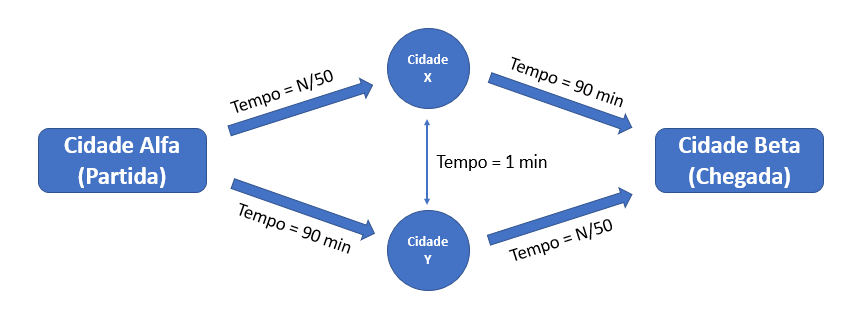 Cidade
X
Tempo = N/50
Tempo = 90 min
Cidade Alfa
(Partida)
Tempo = 1 min
Cidade Beta
(Chegada)
Tempo = 90 min
Cidade
Y
Tempo = N/50